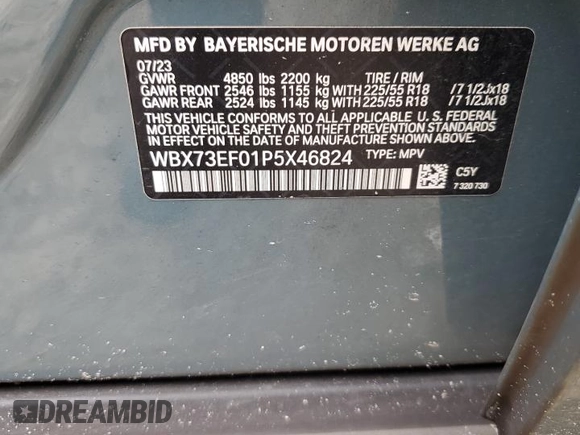 MFD BY BAYERISCHE MOTOREN WERKE AG
07/23
GVWR 4850 lbs 2200 kg TIRE / RIM
GAWR FRONT 2546 lbs 1155 kg WITH 225/55 R18 /7 1/2Jx18
GAWR REAR 2524 lbs 1145 kg WITH 225/55 R18 /7 1/2Jx18
THIS VEHICLE CONFORMS TO ALL APPLICABLE U. S. FEDERAL
MOTOR VEHICLE SAFETY, BUMPER, AND THEFT PREVENTION
STANDARDS IN EFFECT ON THE DATE OF MANUFACTURE SHOWN ABOVE.
WBX73EF01P5X46824 TYPE: MPV
C5Y
7 320 730
DREAMBID